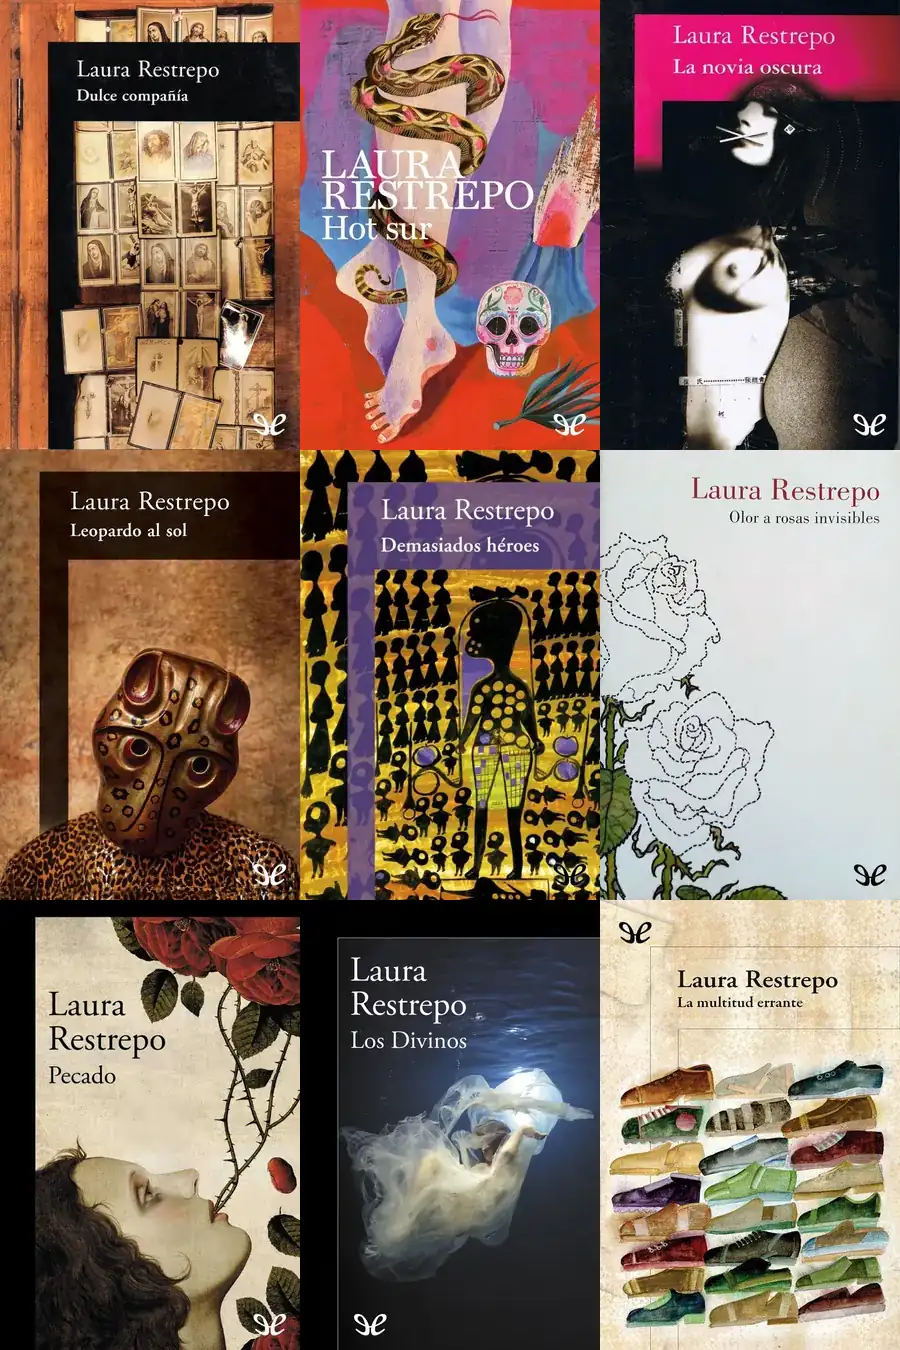 Laura Restrepo
Dulce compañía
LAURA
RESTREPO
Hot sur
Laura Restrepo
La novia oscura
Laura Restrepo
Leopardo al sol
Laura Restrepo
Demasiados héroes
Laura Restrepo
Olor a rosas invisibles
Laura
Restrepo
Pecado
Laura
Restrepo
Los Divinos
Laura Restrepo
La multitud errante